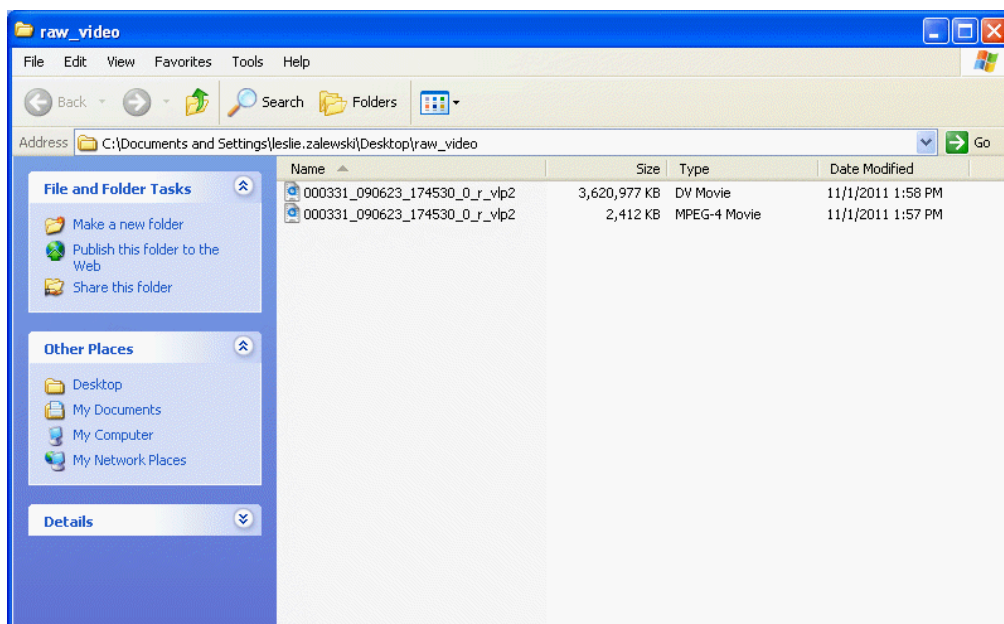 raw_video
File Edit View Favorites Tools Help
Back Search Folders
Address C:\Documents and Settings\leslie.zalewski\Desktop\raw_video Go
File and Folder Tasks
Make a new folder
Publish this folder to the
Web
Share this folder
Other Places
Desktop
My Documents
My Computer
My Network Places
Details
Name Size Type Date Modified
000331_090623_174530_0_r_vlp2 3,620,977 KB DV Movie 11/1/2011 1:58 PM
000331_090623_174530_0_r_vlp2 2,412 KB MPEG-4 Movie 11/1/2011 1:57 PM